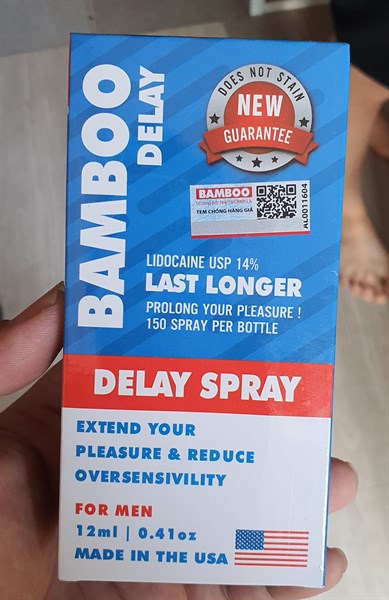 BAMBOO
DELAY
DOES NOT STAIN
NEW
GUARANTEE
BAMBOO
TEM CHỐNG HÀNG GIẢ
AL0011604
LIDOCAINE USP 14%
LAST LONGER
PROLONG YOUR PLEASURE !
150 SPRAY PER BOTTLE
DELAY SPRAY
EXTEND YOUR
PLEASURE & REDUCE
OVERSENSIVILITY
FOR MEN
12ml | 0.41oz
MADE IN THE USA